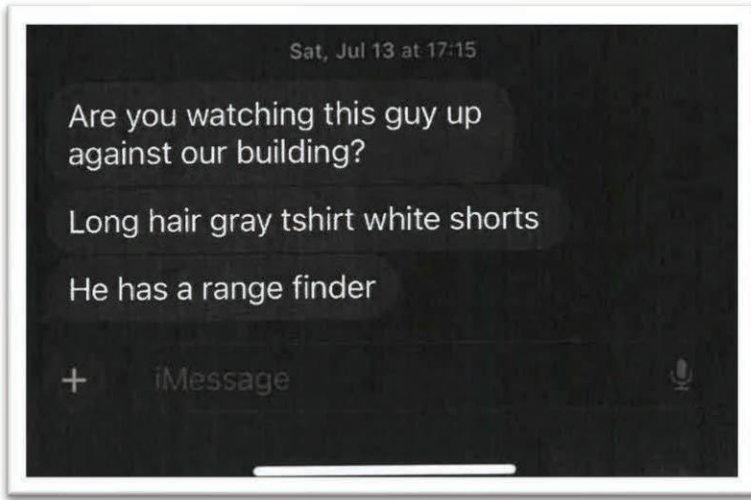 Sat, Jul 13 at 17:15
Are you watching this guy up
against our building?
Long hair gray tshirt white shorts
He has a range finder
iMessage